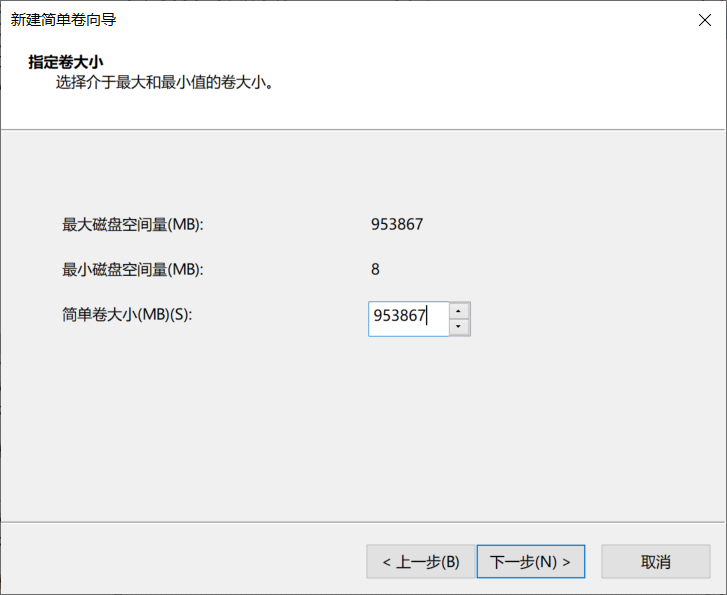 新建简单卷向导
指定卷大小
选择介于最大和最小值的卷大小。
最大磁盘空间量(MB): 953867
最小磁盘空间量(MB): 8
简单卷大小(MB)(S): 953867
< 上一步(B) 下一步(N) > 取消